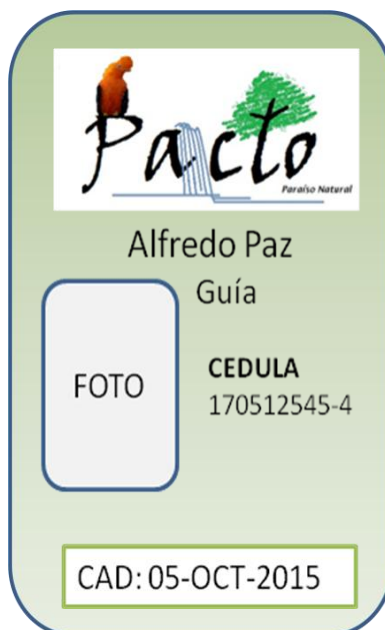 Pacto
Paraíso Natural
Alfredo Paz
Guía
FOTO
CEDULA
170512545-4
CAD: 05-OCT-2015